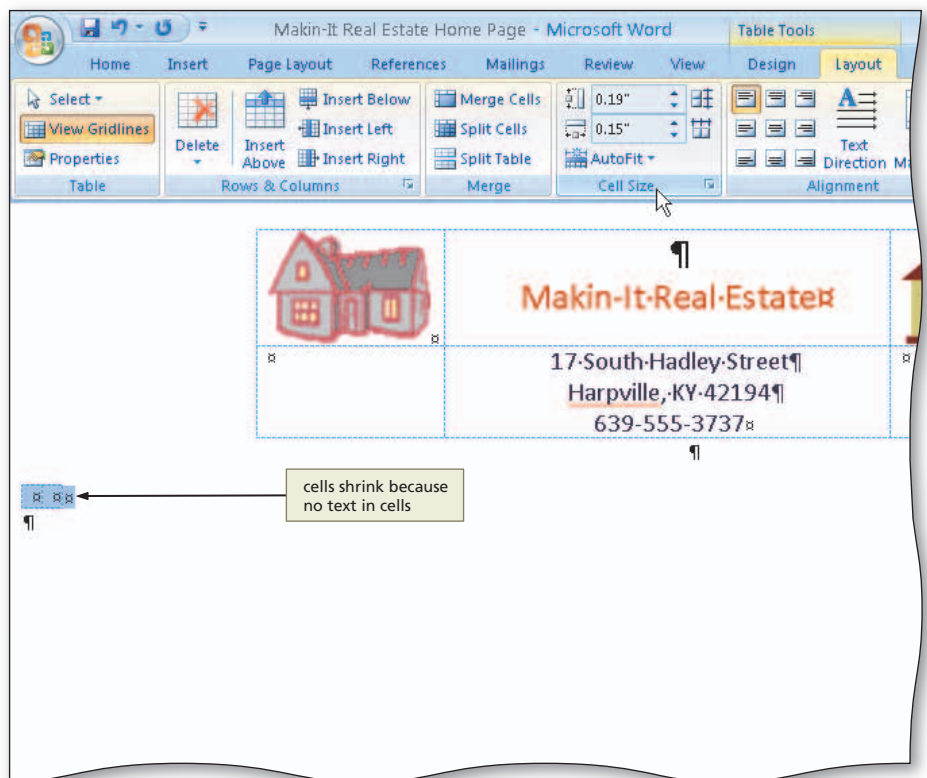 Makin-It Real Estate Home Page - Microsoft Word
Table Tools
Home Insert Page Layout References Mailings Review View Design Layout
Select
View Gridlines
Properties
Table
Delete
Insert Above
Insert Below
Insert Left
Insert Right
Rows & Columns
Merge Cells
Split Cells
Split Table
Merge
0.19"
0.15"
AutoFit
Cell Size
Text Direction
Alignment
¶
Makin-It·Real·Estate¤
¤
¤
17·South·Hadley·Street¶
¤
Harpville,·KY·42194¶
639-555-3737¤
¶
cells shrink because
no text in cells
¤ ¤¤
¶